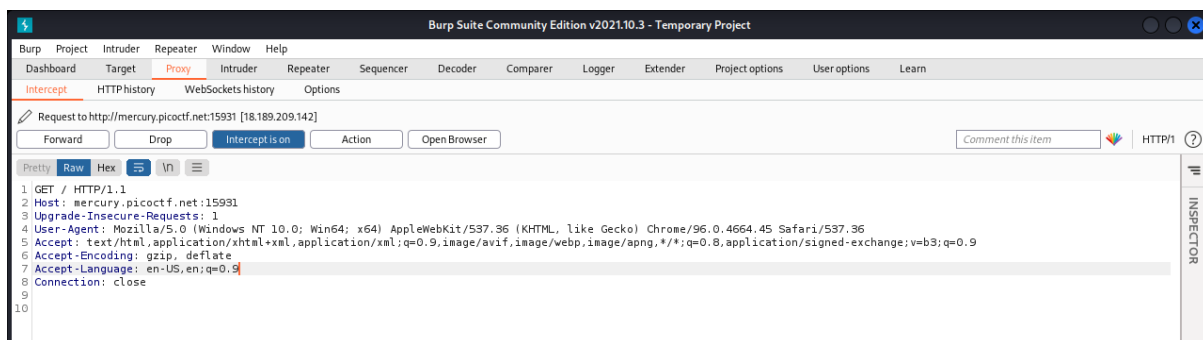 Burp Suite Community Edition v2021.10.3 - Temporary Project
Burp Project Intruder Repeater Window Help
Dashboard Target Proxy Intruder Repeater Sequencer Decoder Comparer Logger Extender Project options User options Learn
Intercept HTTP history WebSockets history Options
Request to http://mercury.picoctf.net:15931 [18.189.209.142]
Forward Drop Intercept is on Action Open Browser Comment this item HTTP/1 ?
Pretty Raw Hex \n
1 GET / HTTP/1.1
2 Host: mercury.picoctf.net:15931
3 Upgrade-Insecure-Requests: 1
4 User-Agent: Mozilla/5.0 (Windows NT 10.0; Win64; x64) AppleWebKit/537.36 (KHTML, like Gecko) Chrome/96.0.4664.45 Safari/537.36
5 Accept: text/html,application/xhtml+xml,application/xml;q=0.9,image/avif,image/webp,image/apng,*/*;q=0.8,application/signed-exchange;v=b3;q=0.9
6 Accept-Encoding: gzip, deflate
7 Accept-Language: en-US,en;q=0.9
8 Connection: close
9
10
INSPECTOR